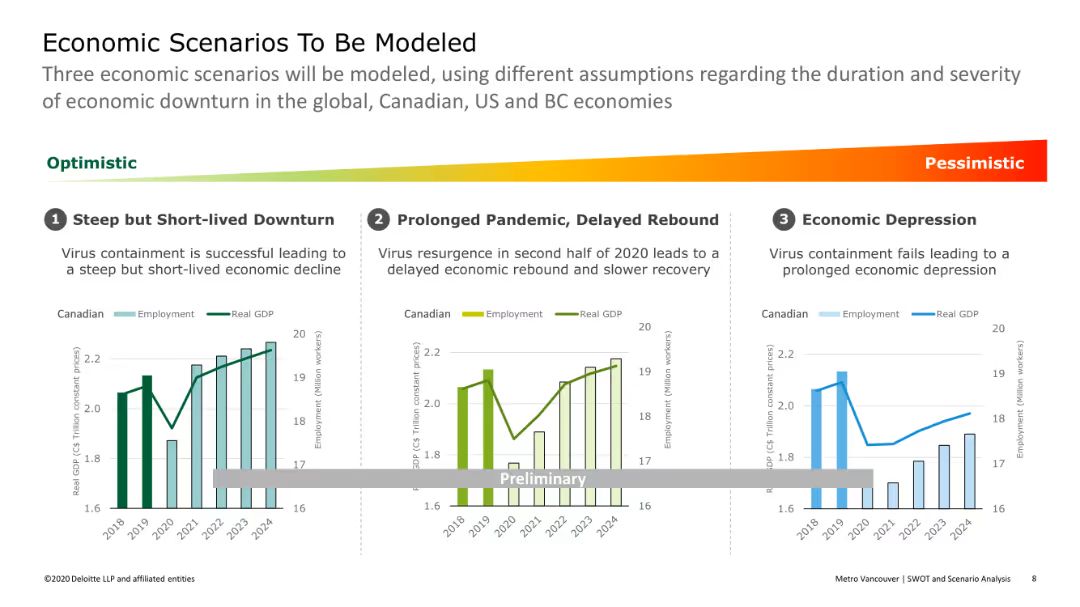 Economic Scenarios To Be Modeled
Three economic scenarios will be modeled, using different assumptions regarding the duration and severity
of economic downturn in the global, Canadian, US and BC economies
Optimistic
Pessimistic
1 Steep but Short-lived Downturn
Virus containment is successful leading to
a steep but short-lived economic decline
Canadian
Employment
Real GDP
Real GDP (C$ Trillion constant prices)
2.2
2.0
1.8
1.6
20
19
18
17
16
Employment (Million workers)
2018
2019
2020
2021
2022
2023
2024
2 Prolonged Pandemic, Delayed Rebound
Virus resurgence in second half of 2020 leads to a
delayed economic rebound and slower recovery
Canadian
Employment
Real GDP
GDP (C$ Trillion constant prices)
2.2
2.0
1.8
1.6
20
19
18
17
16
Employment (Million workers)
2018
2019
2020
2021
2022
2023
2024
3 Economic Depression
Virus containment fails leading to a
prolonged economic depression
Canadian
Employment
Real GDP
GDP (C$ Trillion constant prices)
2.2
2.0
1.8
1.6
20
19
18
17
16
Employment (Million workers)
2018
2019
2020
2021
2022
2023
2024
Preliminary
©2020 Deloitte LLP and affiliated entities
Metro Vancouver | SWOT and Scenario Analysis 8